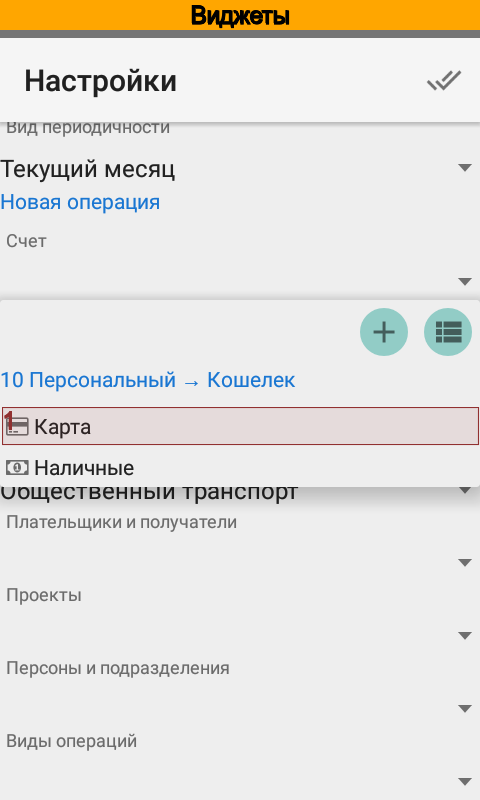 Виджеты
Настройки
Вид периодичности
Текущий месяц
Новая операция
Счет
10 Персональный → Кошелек
1
Карта
Наличные
Общественный транспорт
Плательщики и получатели
Проекты
Персоны и подразделения
Виды операций